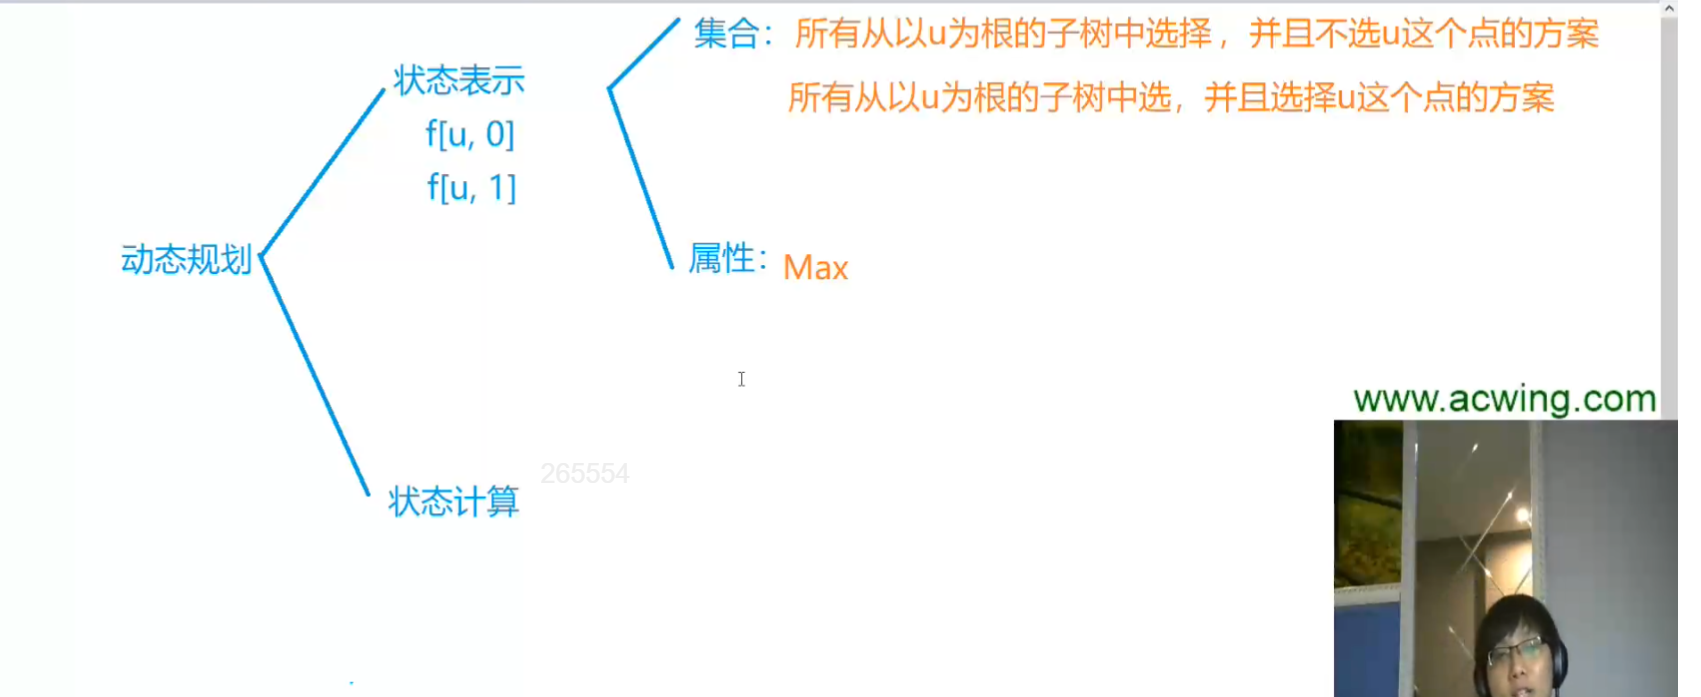 集合：所有从以u为根的子树中选择，并且不选u这个点的方案
状态表示
所有从以u为根的子树中选，并且选择u这个点的方案
f[u, 0]
f[u, 1]
动态规划
属性：Max
www.acwing.com
265554
状态计算